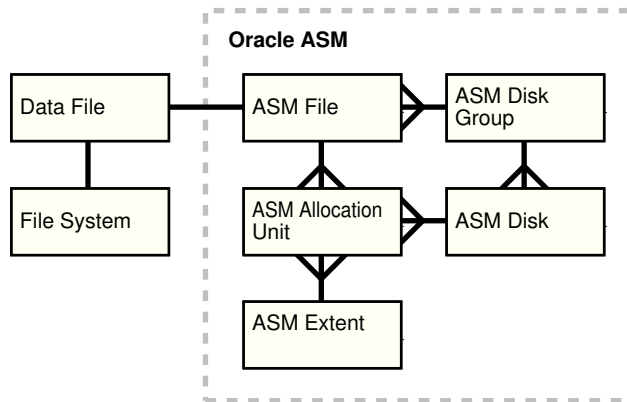 Oracle ASM
Data File
ASM File
ASM Disk
Group
File System
ASM Allocation
Unit
ASM Disk
ASM Extent